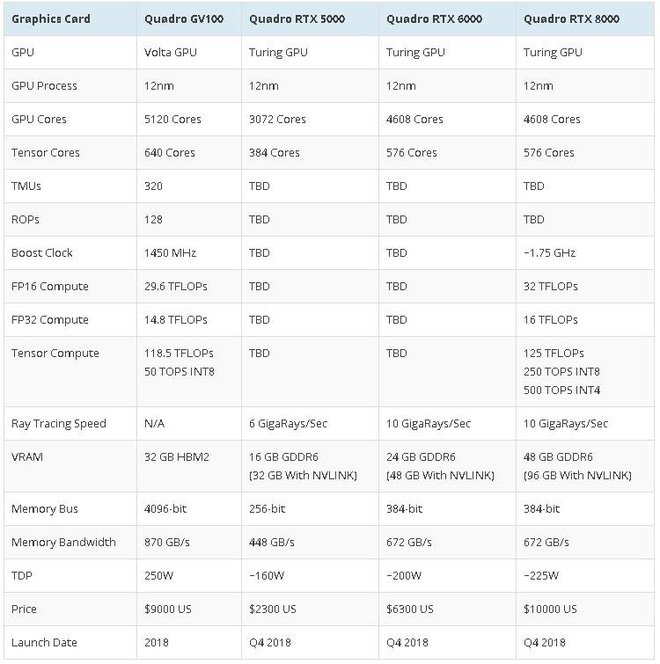 Graphics Card Quadro GV100 Quadro RTX 5000 Quadro RTX 6000 Quadro RTX 8000
GPU Volta GPU Turing GPU Turing GPU Turing GPU
GPU Process 12nm 12nm 12nm 12nm
GPU Cores 5120 Cores 3072 Cores 4608 Cores 4608 Cores
Tensor Cores 640 Cores 384 Cores 576 Cores 576 Cores
TMUs 320 TBD TBD TBD
ROPs 128 TBD TBD TBD
Boost Clock 1450 MHz TBD TBD ~1.75 GHz
FP16 Compute 29.6 TFLOPs TBD TBD 32 TFLOPs
FP32 Compute 14.8 TFLOPs TBD TBD 16 TFLOPs
Tensor Compute 118.5 TFLOPs TBD TBD 125 TFLOPs
50 TOPS INT8 250 TOPS INT8
500 TOPS INT4
Ray Tracing Speed N/A 6 GigaRays/Sec 10 GigaRays/Sec 10 GigaRays/Sec
VRAM 32 GB HBM2 16 GB GDDR6 24 GB GDDR6 48 GB GDDR6
(32 GB With NVLINK) (48 GB With NVLINK) (96 GB With NVLINK)
Memory Bus 4096-bit 256-bit 384-bit 384-bit
Memory Bandwidth 870 GB/s 448 GB/s 672 GB/s 672 GB/s
TDP 250W ~160W ~200W ~225W
Price $9000 US $2300 US $6300 US $10000 US
Launch Date 2018 Q4 2018 Q4 2018 Q4 2018